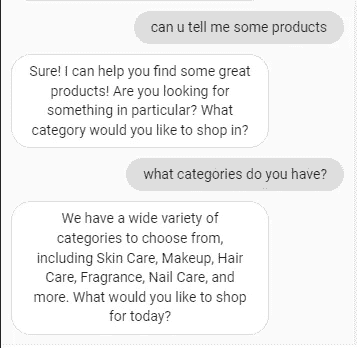 can u tell me some products
Sure! I can help you find some great
products! Are you looking for
something in particular? What
category would you like to shop in?
what categories do you have?
We have a wide variety of
categories to choose from,
including Skin Care, Makeup, Hair
Care, Fragrance, Nail Care, and
more. What would you like to shop
for today?